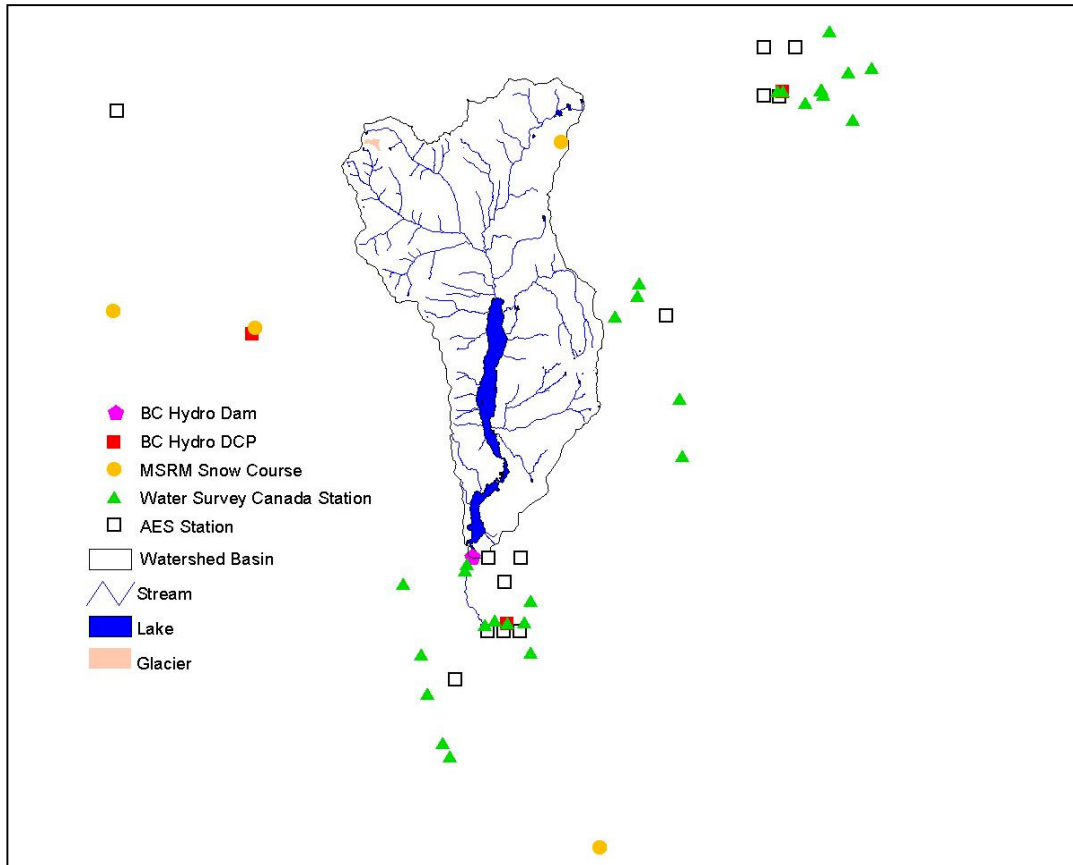 BC Hydro Dam
BC Hydro DCP
MSRM Snow Course
Water Survey Canada Station
AES Station
Watershed Basin
Stream
Lake
Glacier